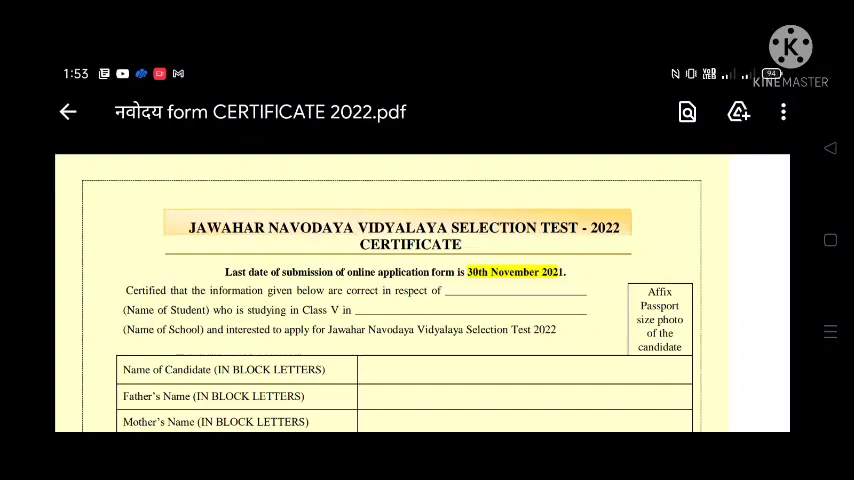 1:53
VoD
LTEB
94
K
KINEMASTER
नवोदय form CERTIFICATE 2022.pdf
JAWAHAR NAVODAYA VIDYALAYA SELECTION TEST - 2022
CERTIFICATE
Last date of submission of online application form is 30th November 2021.
Certified that the information given below are correct in respect of
(Name of Student) who is studying in Class V in
(Name of School) and interested to apply for Jawahar Navodaya Vidyalaya Selection Test 2022
Affix
Passport
size photo
of the
candidate
Name of Candidate (IN BLOCK LETTERS)
Father's Name (IN BLOCK LETTERS)
Mother's Name (IN BLOCK LETTERS)